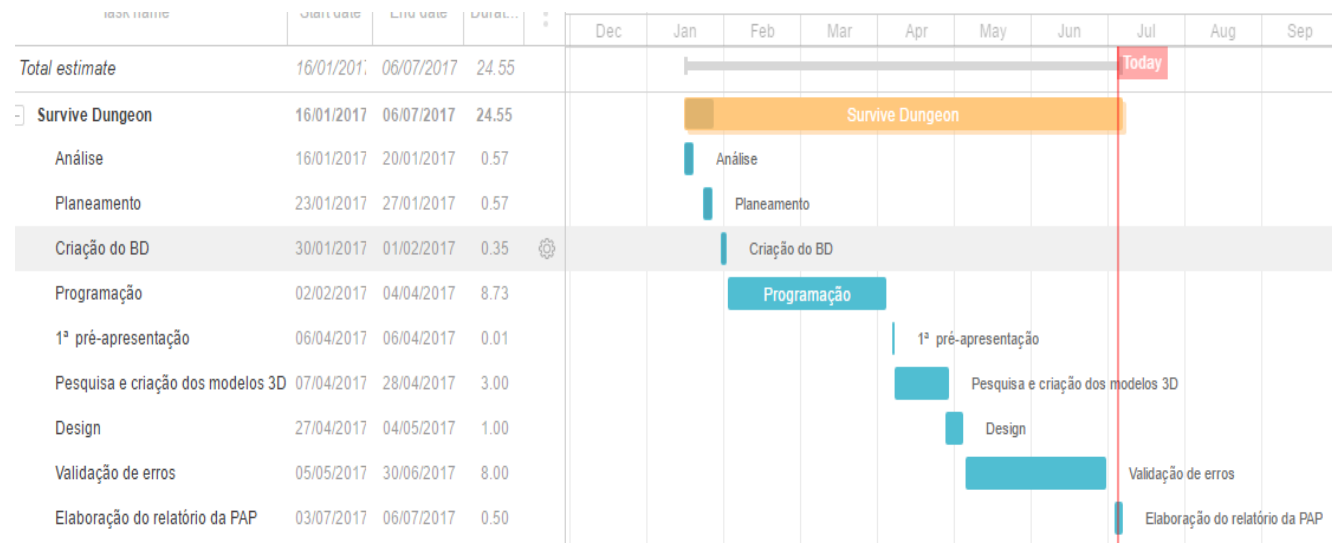 Task name Start date End date Durat...
Dec Jan Feb Mar Apr May Jun Jul Aug Sep
Total estimate 16/01/2017 06/07/2017 24.55
Today
Survive Dungeon 16/01/2017 06/07/2017 24.55 Survive Dungeon
Análise 16/01/2017 20/01/2017 0.57 Análise
Planeamento 23/01/2017 27/01/2017 0.57 Planeamento
Criação do BD 30/01/2017 01/02/2017 0.35 Criação do BD
Programação 02/02/2017 04/04/2017 8.73 Programação
1ª pré-apresentação 06/04/2017 06/04/2017 0.01 1ª pré-apresentação
Pesquisa e criação dos modelos 3D 07/04/2017 28/04/2017 3.00 Pesquisa e criação dos modelos 3D
Design 27/04/2017 04/05/2017 1.00 Design
Validação de erros 05/05/2017 30/06/2017 8.00 Validação de erros
Elaboração do relatório da PAP 03/07/2017 06/07/2017 0.50 Elaboração do relatório da PAP